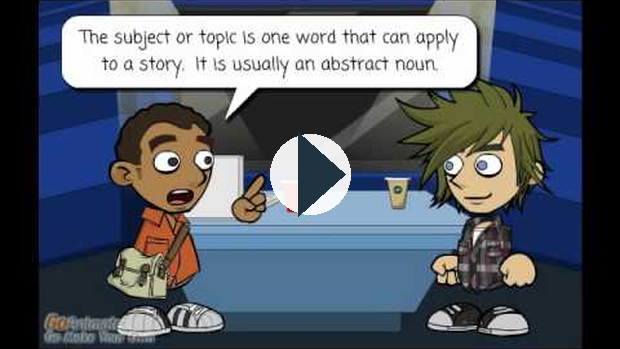 The subject or topic is one word that can apply
to a story. It is usually an abstract noun.
GoAnimate
Go Make Your Own